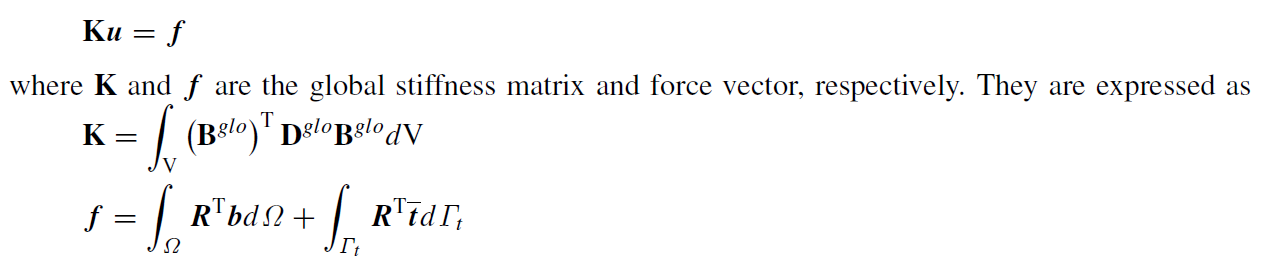 Ku = f
where K and f are the global stiffness matrix and force vector, respectively. They are expressed as
K = ∫_V (B^{glo})^T D^{glo} B^{glo} dV
f = ∫_Ω R^T b dΩ + ∫_{Γ_t} R^T t̅ dΓ_t